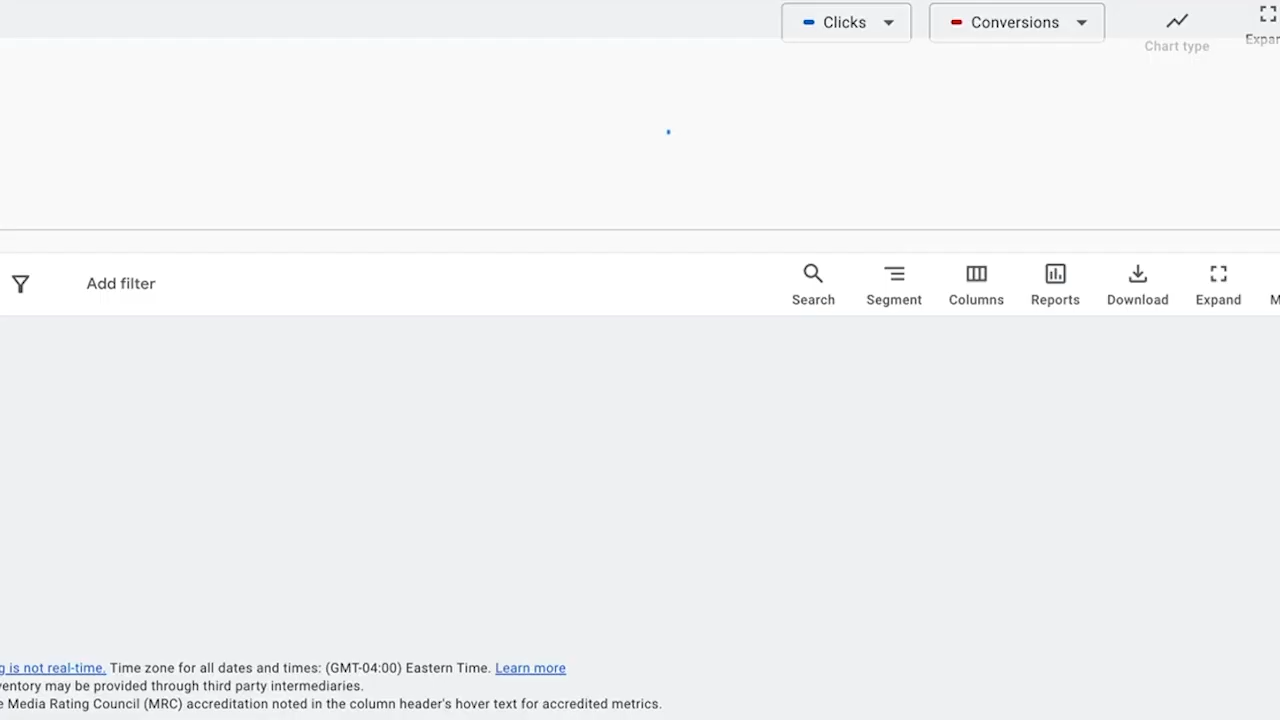 Clicks Conversions
Chart type Expan
Add filter
Search Segment Columns Reports Download Expand M
g is not real-time. Time zone for all dates and times: (GMT-04:00) Eastern Time. Learn more
ventory may be provided through third party intermediaries.
e Media Rating Council (MRC) accreditation noted in the column header's hover text for accredited metrics.